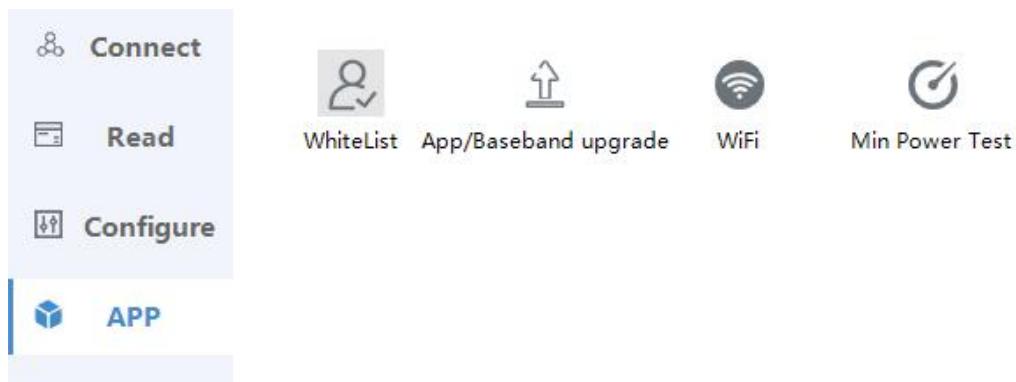 Connect
Read
Configure
APP
WhiteList
App/Baseband upgrade
WiFi
Min Power Test